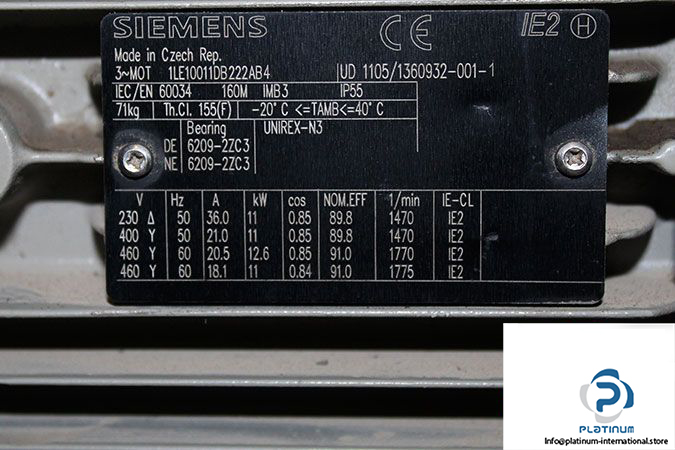 SIEMENS CE IE2 H
Made in Czech Rep.
3~MOT 1LE10011DB222AB4 UD 1105/1360932-001-1
IEC/EN 60034 160M IMB3 IP55
71kg Th.Cl. 155(F) -20°C <=TAMB<=40°C
Bearing UNIREX-N3
DE 6209-2ZC3
NE 6209-2ZC3
V Hz A kW cos NOM.EFF 1/min IE-CL
230 Δ 50 36.0 11 0.85 89.8 1470 IE2
400 Y 50 21.0 11 0.85 89.8 1470 IE2
460 Y 60 20.5 12.6 0.85 91.0 1770 IE2
460 Y 60 18.1 11 0.84 91.0 1775 IE2
PLATINUM
Info@platinum-international.store